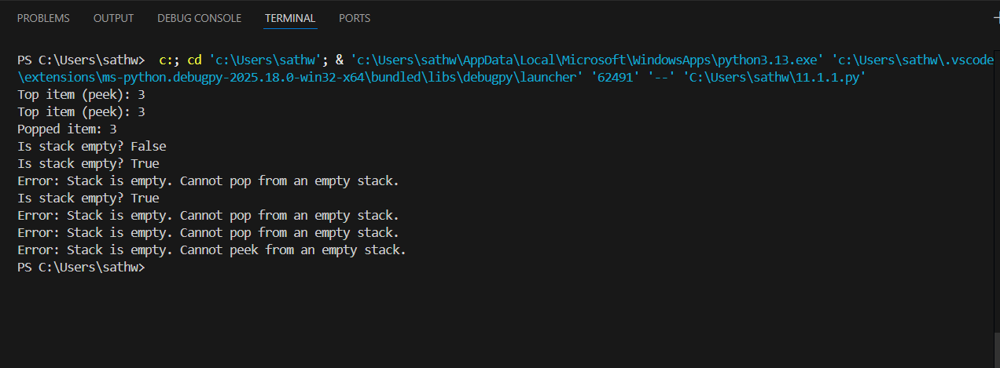 PROBLEMS OUTPUT DEBUG CONSOLE TERMINAL PORTS
PS C:\Users\sathw>  c:; cd 'c:\Users\sathw'; & 'c:\Users\sathw\AppData\Local\Microsoft\WindowsApps\python3.13.exe' 'c:\Users\sathw\.vscode
\extensions\ms-python.debugpy-2025.18.0-win32-x64\bundled\libs\debugpy\launcher' '62491' '--' 'C:\Users\sathw\11.1.1.py'
Top item (peek): 3
Top item (peek): 3
Popped item: 3
Is stack empty? False
Is stack empty? True
Error: Stack is empty. Cannot pop from an empty stack.
Is stack empty? True
Error: Stack is empty. Cannot pop from an empty stack.
Error: Stack is empty. Cannot pop from an empty stack.
Error: Stack is empty. Cannot peek from an empty stack.
PS C:\Users\sathw>